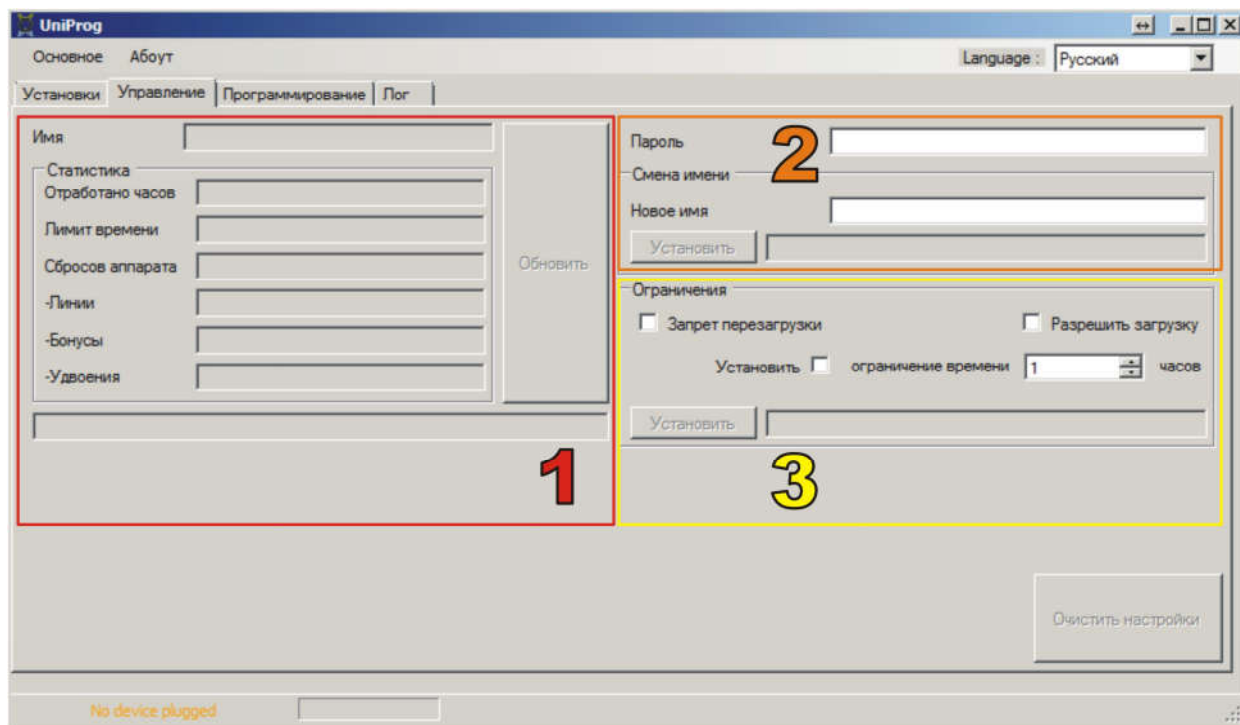 UniProg
Основное Абоут Language : Русский
Установки Управление Программирование Лог
Имя
Статистика
Отработано часов
Лимит времени
Сбросов аппарата
-Линии
-Бонусы
-Удвоения
Обновить
1
Пароль
2
Смена имени
Новое имя
Установить
Ограничения
Запрет перезагрузки Разрешить загрузку
Установить ограничение времени 1 часов
Установить
3
Очистить настройки
No device plugged